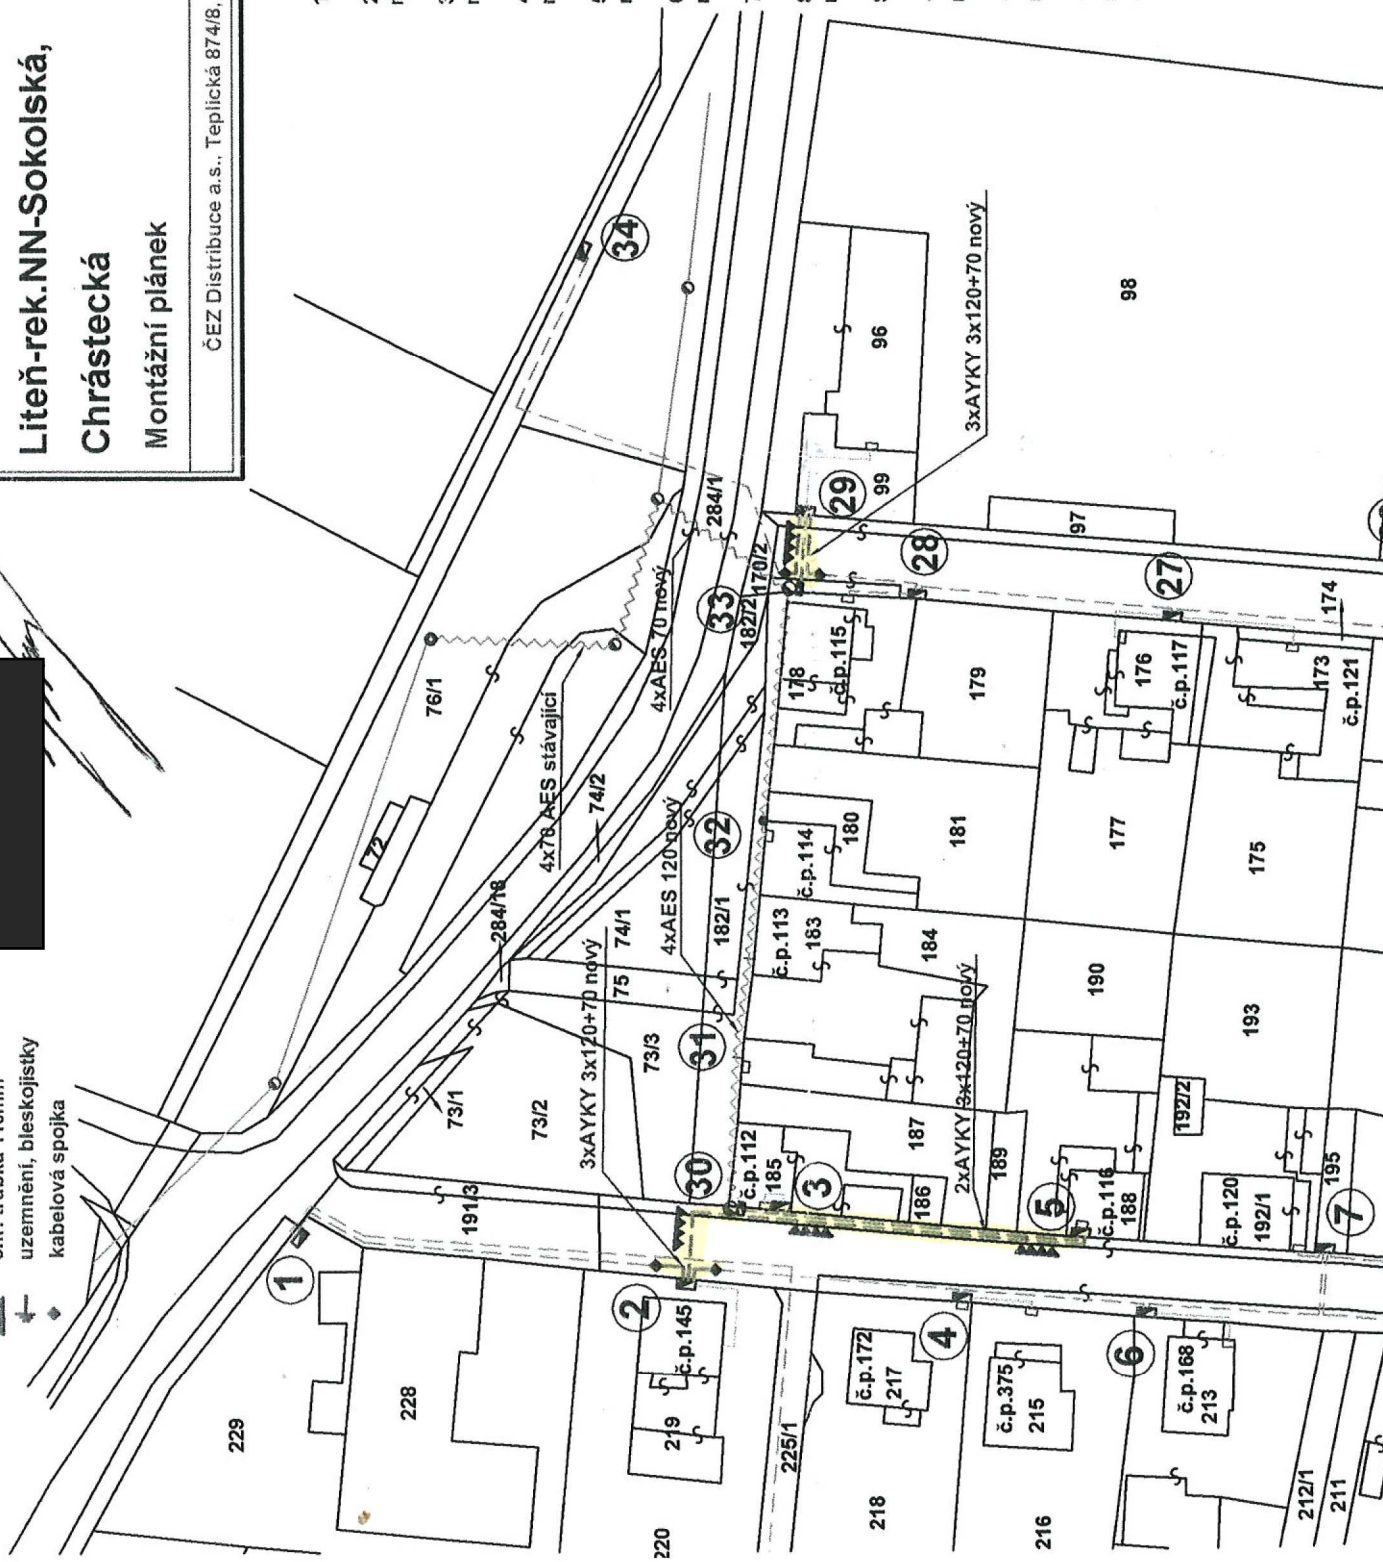 Liteň-rek.NN-Sokolská,
Chrástecká
Montážní plánek
ČEZ Distribuce a.s., Teplická 874/8,
uzemnění, bleskojistky
kabelová spojka
229
228
220
219
č.p.145
225/1
218
č.p.172
217
216
č.p.375
215
č.p.168
213
212/1
211
1
2
4
6
1913
73/1
73/2
73/3
3xAYKY 3x120+70 nový
30
č.p.112
185
3
186
187
2xAYKY 3x120+70 nový
189
5
č.p.116
188
č.p.120
192/1
192/2
195
7
284/18
74/1
75
31
4xAES 120 nový
182/1
č.p.113
183
184
190
193
72
76/1
4x70 AES stávající
74/2
32
č.p.114
180
181
177
175
4xAES 70 nový
284/1
33
182/2
170/2
178
č.p.115
179
176
č.p.117
173
č.p.121
174
34
29
99
28
27
97
96
3xAYKY 3x120+70 nový
98